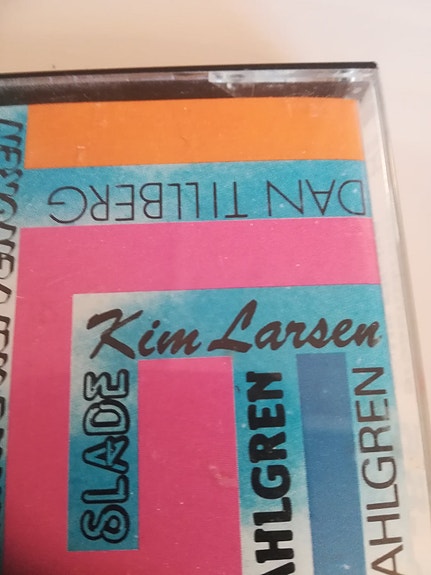 DAN TILLBERG
Kim Larsen
SLADE
AHLGREN
AHLGREN